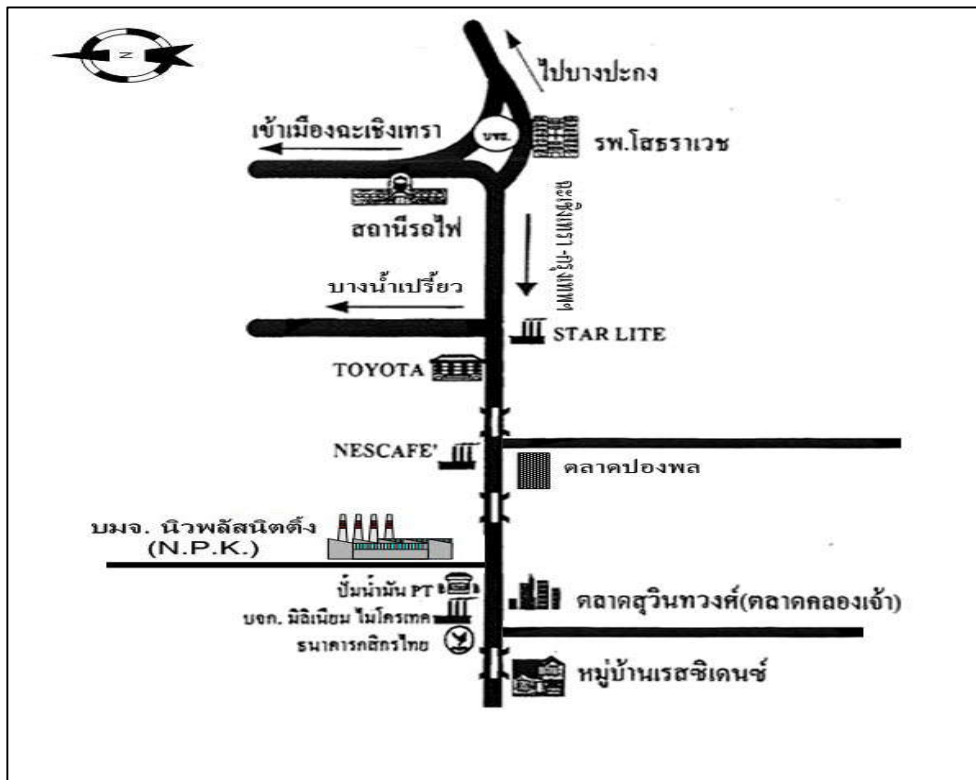 N
ไปบางปะกง
เข้าเมืองฉะเชิงเทรา
บขส.
รพ.โสธราเวช
สถานีรถไฟ
ฉะเชิงเทรา-กรุงเทพฯ
บางน้ำเปรี้ยว
STAR LITE
TOYOTA
NESCAFE'
ตลาดปองพล
บมจ. นิวพลัสนิตติ้ง
(N.P.K.)
ปั๊มน้ำมัน PT
ตลาดสุวินทวงศ์(ตลาดคลองเจ้า)
บจก. มิลิเนียม ไมโครเทค
ธนาคารกสิกรไทย
หมู่บ้านเรสซิเดนซ์